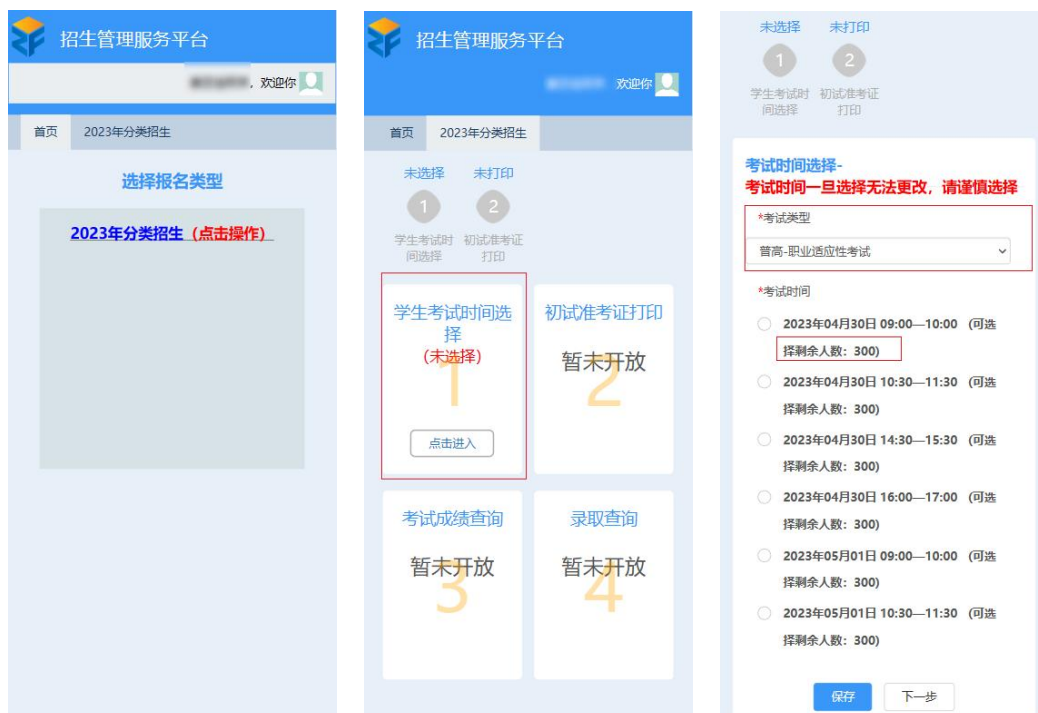 招生管理服务平台
，欢迎你
首页 2023年分类招生
选择报名类型
2023年分类招生（点击操作）
招生管理服务平台
欢迎你
首页 2023年分类招生
未选择 未打印
1 2
学生考试时 初试准考证
间选择 打印
学生考试时间选
择
（未选择）
1
点击进入
初试准考证打印
暂未开放
2
考试成绩查询
暂未开放
3
录取查询
暂未开放
4
未选择 未打印
1 2
学生考试时 初试准考证
间选择 打印
考试时间选择-
考试时间一旦选择无法更改，请谨慎选择
*考试类型
普高-职业适应性考试
*考试时间
2023年04月30日 09:00—10:00 (可选
择剩余人数：300)
2023年04月30日 10:30—11:30 (可选
择剩余人数：300)
2023年04月30日 14:30—15:30 (可选
择剩余人数：300)
2023年04月30日 16:00—17:00 (可选
择剩余人数：300)
2023年05月01日 09:00—10:00 (可选
择剩余人数：300)
2023年05月01日 10:30—11:30 (可选
择剩余人数：300)
保存 下一步